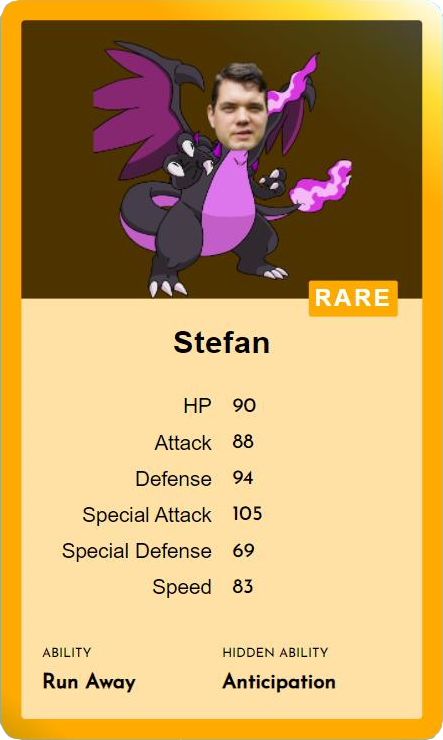 RARE
Stefan
HP 90
Attack 88
Defense 94
Special Attack 105
Special Defense 69
Speed 83
ABILITY HIDDEN ABILITY
Run Away Anticipation